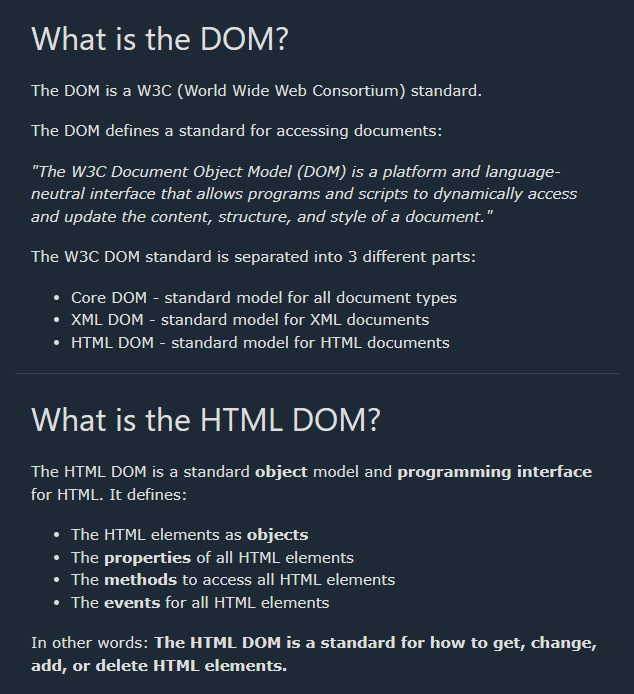 What is the DOM?
The DOM is a W3C (World Wide Web Consortium) standard.
The DOM defines a standard for accessing documents:
"The W3C Document Object Model (DOM) is a platform and language-
neutral interface that allows programs and scripts to dynamically access
and update the content, structure, and style of a document."
The W3C DOM standard is separated into 3 different parts:
• Core DOM - standard model for all document types
• XML DOM - standard model for XML documents
• HTML DOM - standard model for HTML documents
What is the HTML DOM?
The HTML DOM is a standard object model and programming interface
for HTML. It defines:
• The HTML elements as objects
• The properties of all HTML elements
• The methods to access all HTML elements
• The events for all HTML elements
In other words: The HTML DOM is a standard for how to get, change,
add, or delete HTML elements.